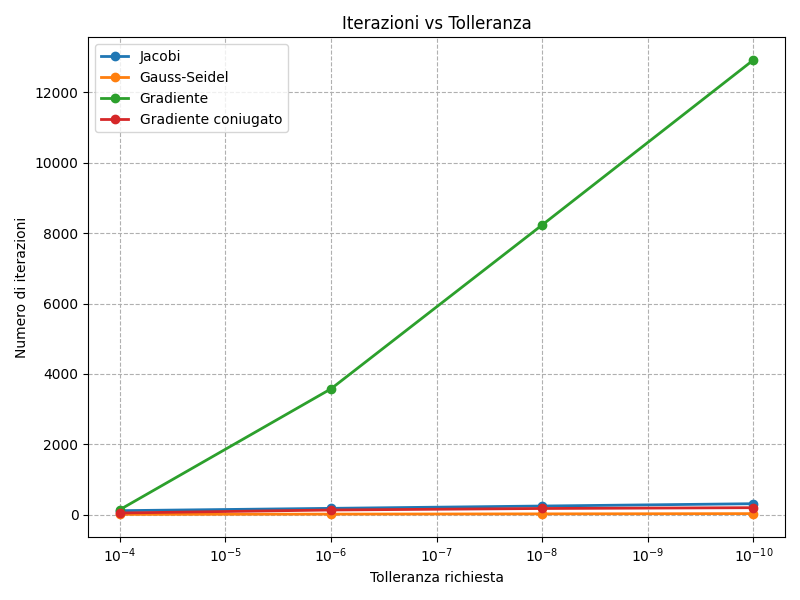 Iterazioni vs Tolleranza
Jacobi
Gauss-Seidel
Gradiente
Gradiente coniugato
Numero di iterazioni
12000
10000
8000
6000
4000
2000
0
10⁻⁴
10⁻⁵
10⁻⁶
10⁻⁷
10⁻⁸
10⁻⁹
10⁻¹⁰
Tolleranza richiesta